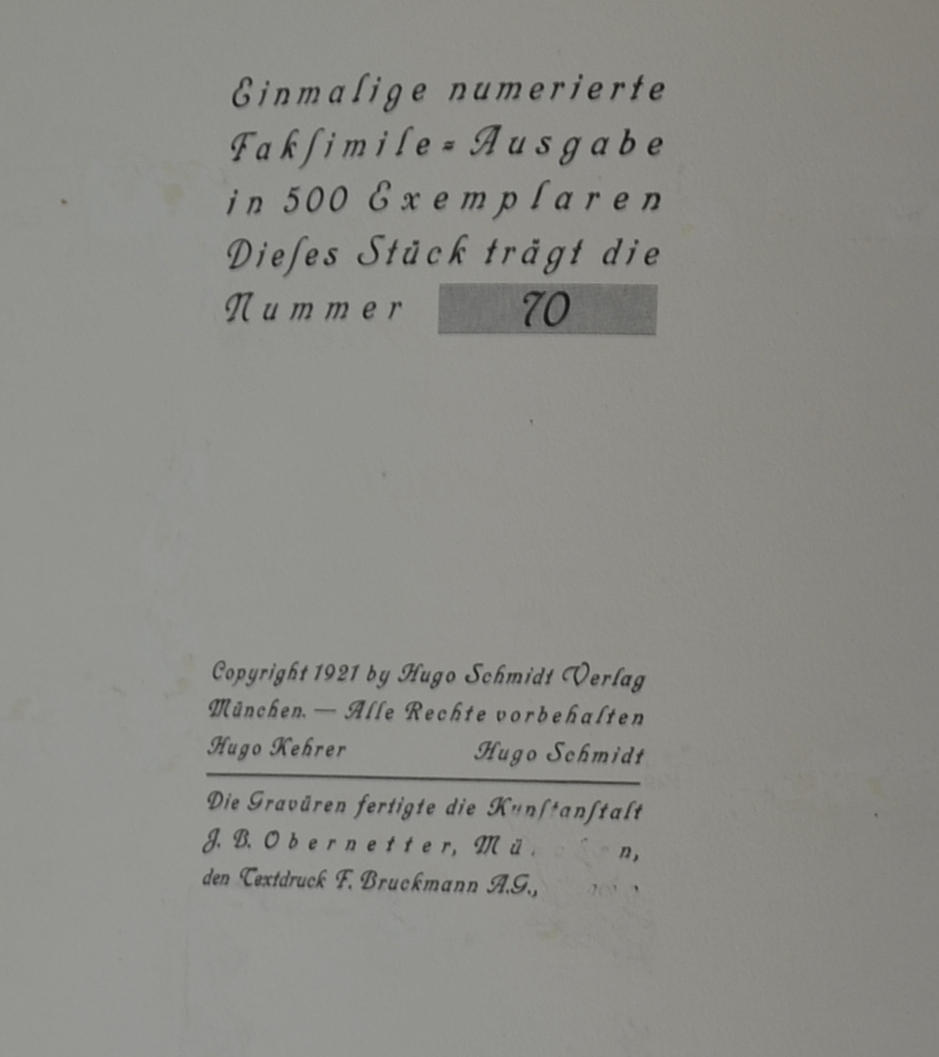 Einmalige numerierte
Fakſimile=Ausgabe
in 500 Exemplaren
Dieſes Stück trägt die
Nummer 70
Copyright 1921 by Hugo Schmidt Verlag
München. — Alle Rechte vorbehalten
Hugo Kehrer Hugo Schmidt
Die Gravüren fertigte die Kunſtanſtalt
J. B. Obernetter,
den Textdruck F. Bruckmann A.G.,